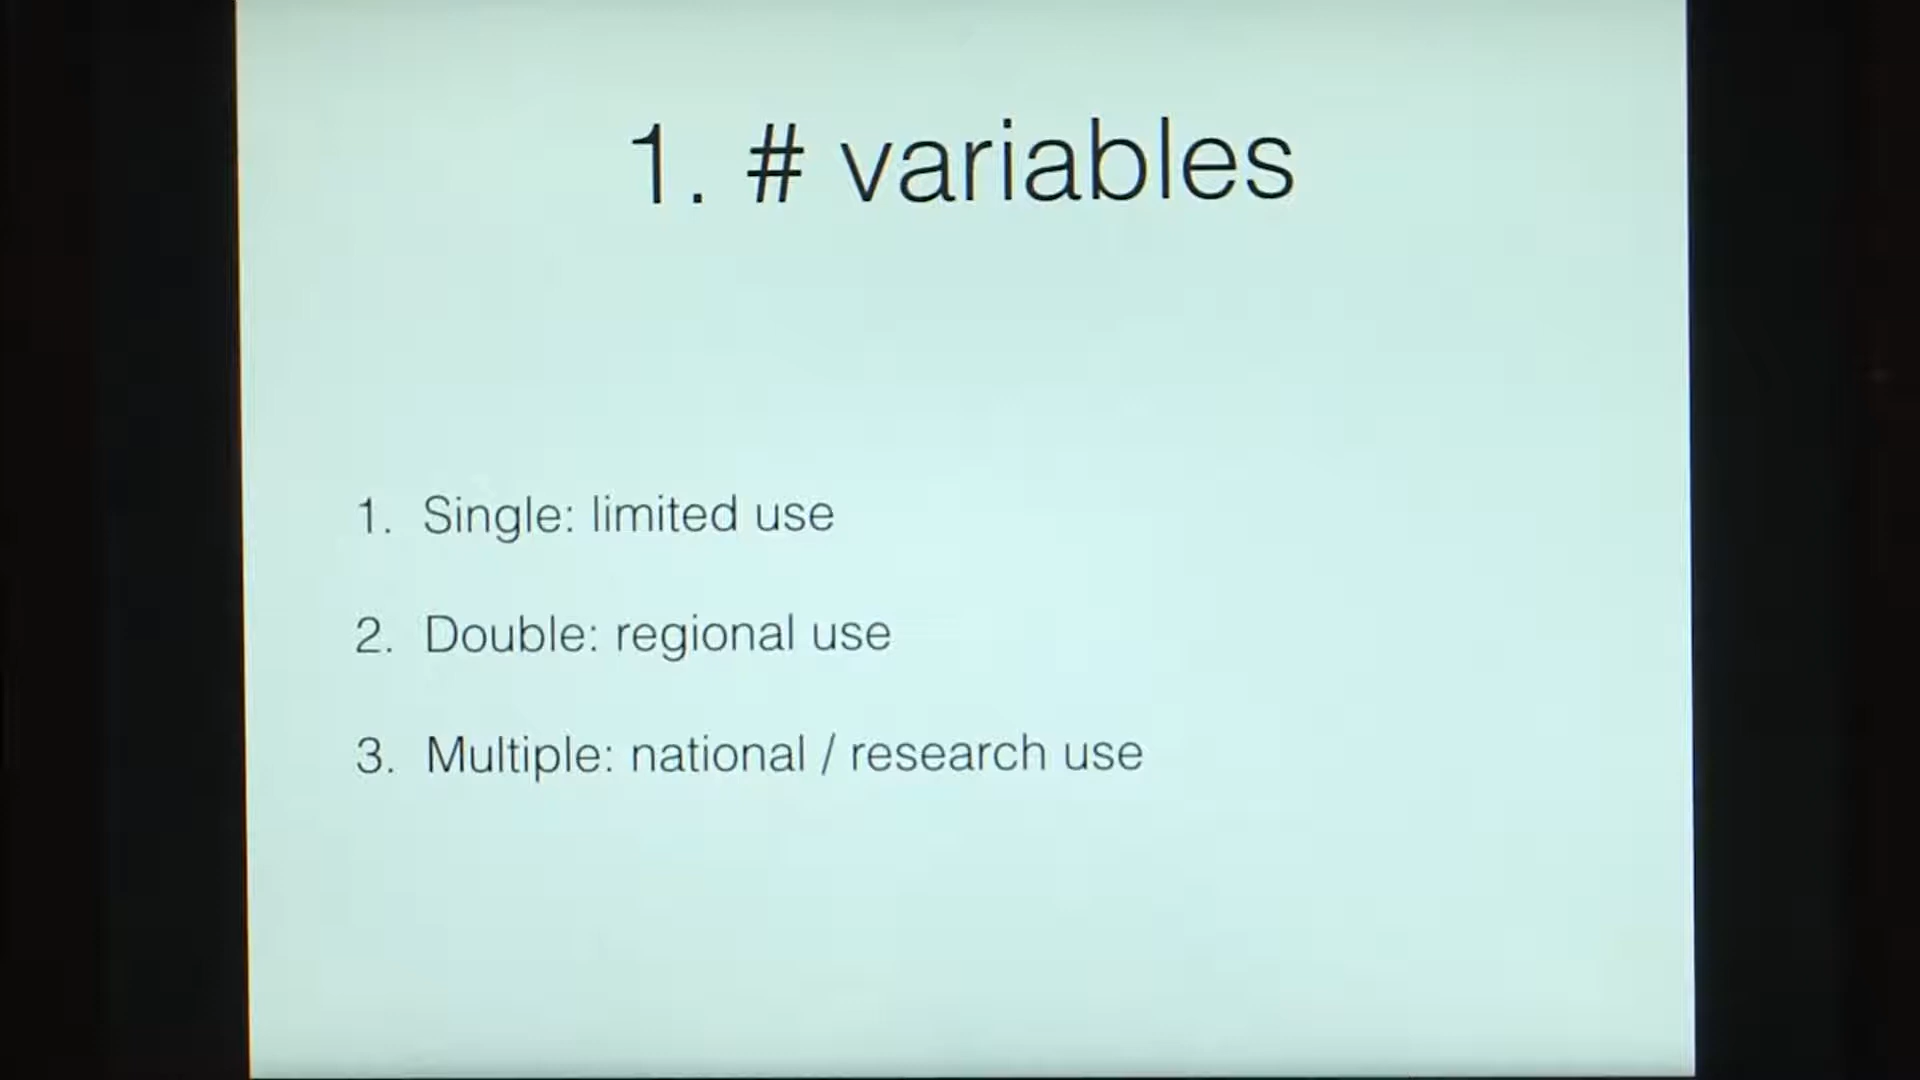 1. # variables
1. Single: limited use
2. Double: regional use
3. Multiple: national / research use